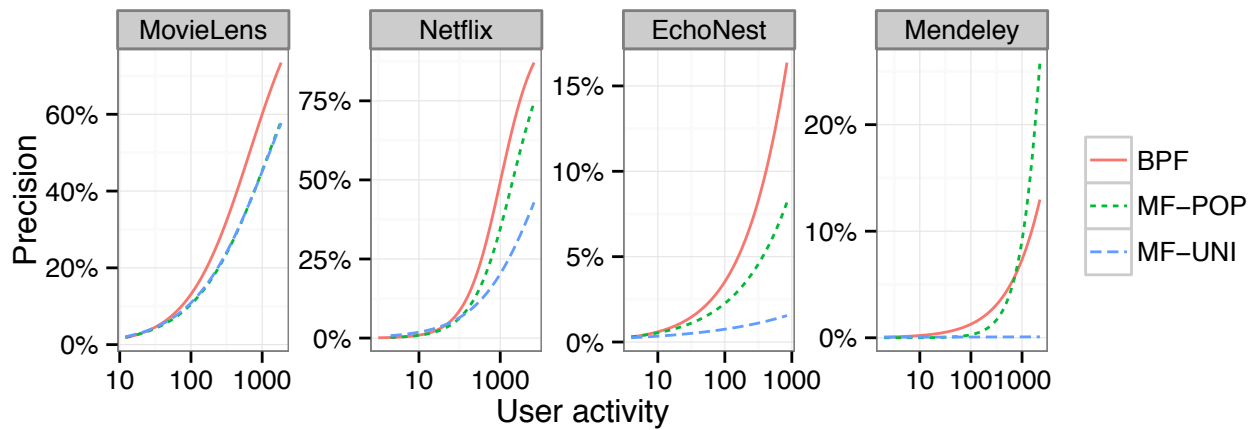 MovieLens
Netflix
EchoNest
Mendeley
Precision
60%
40%
20%
0%
75%
50%
25%
0%
15%
10%
5%
0%
20%
10%
0%
10 100 1000
10 1000
10 100 1000
10 1001000
User activity
BPF
MF-POP
MF-UNI